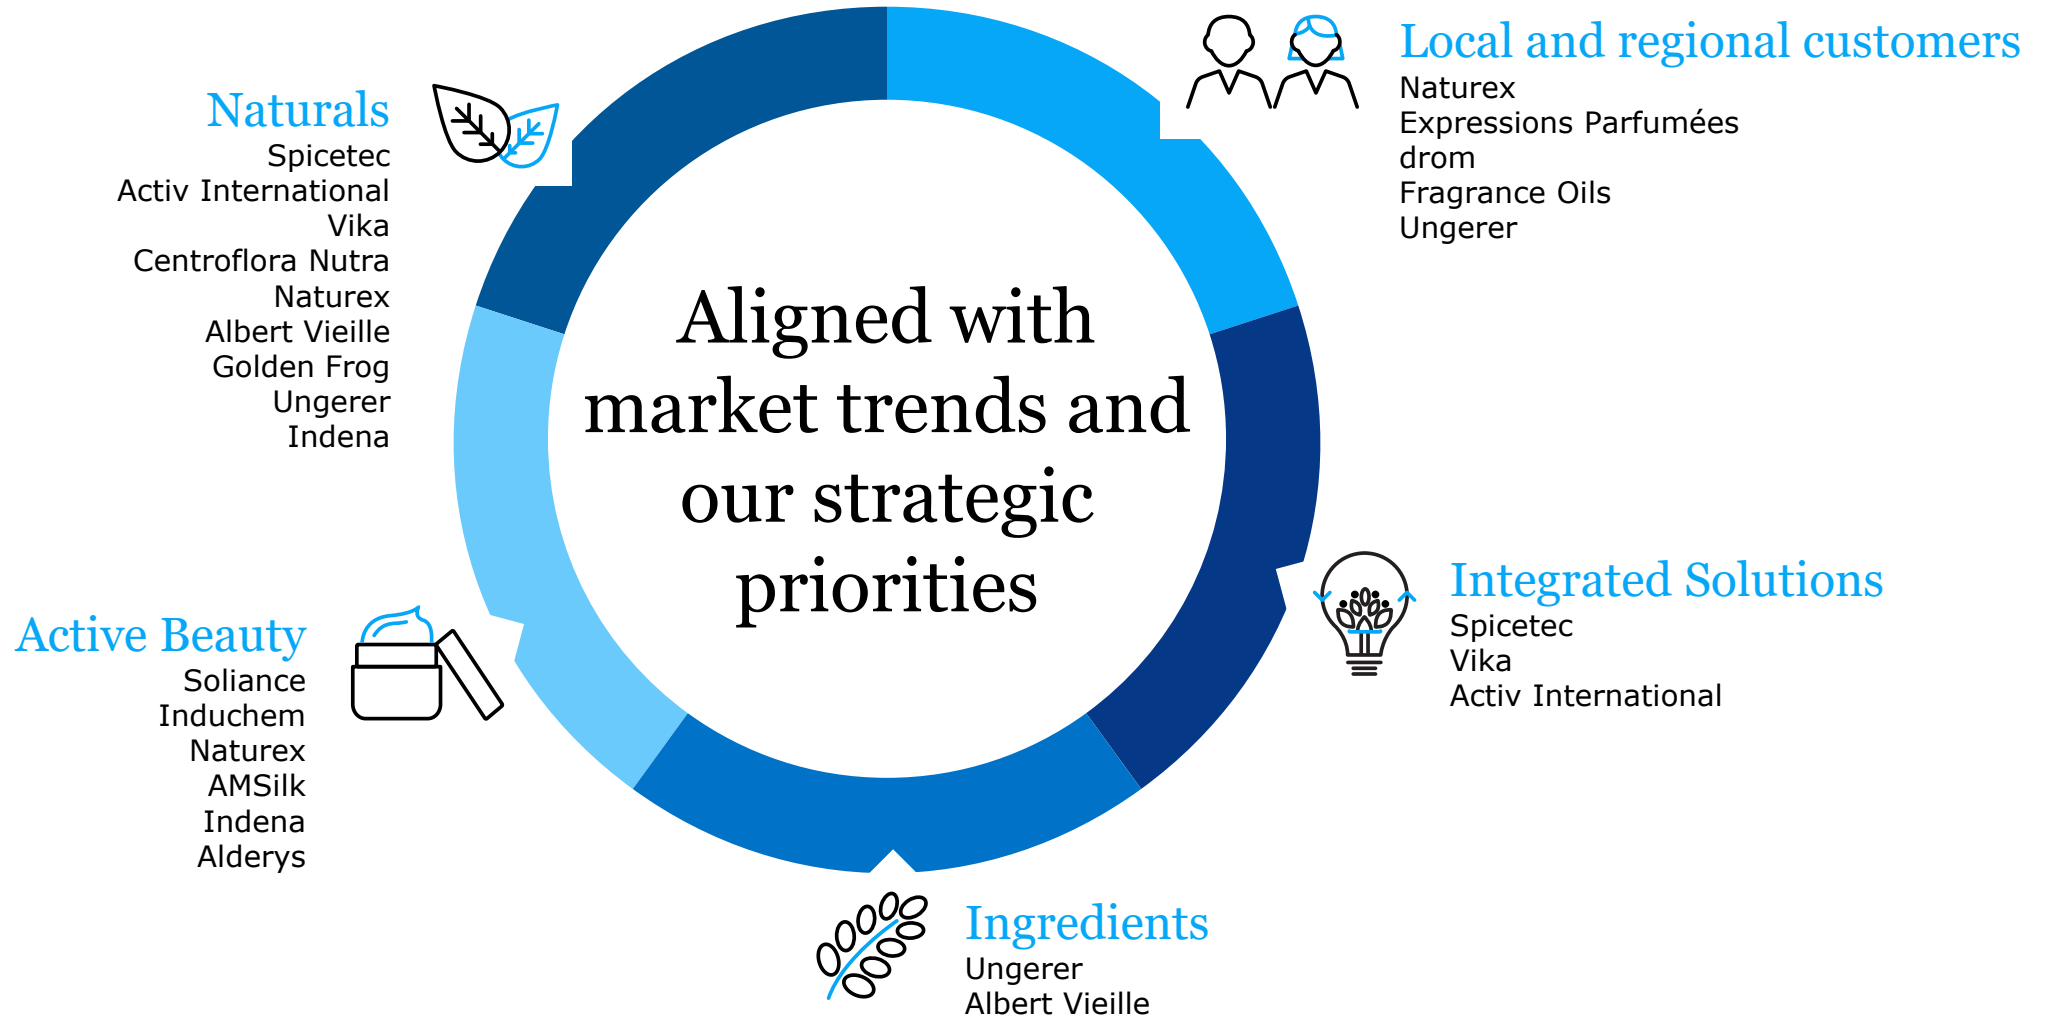 Naturals
Spicetec
Activ International
Vika
Centroflora Nutra
Naturex
Albert Vieille
Golden Frog
Ungerer
Indena
Local and regional customers
Naturex
Expressions Parfumées
drom
Fragrance Oils
Ungerer
Aligned with
market trends and
our strategic
priorities
Active Beauty
Soliance
Induchem
Naturex
AMSilk
Indena
Alderys
Integrated Solutions
Spicetec
Vika
Activ International
Ingredients
Ungerer
Albert Vieille